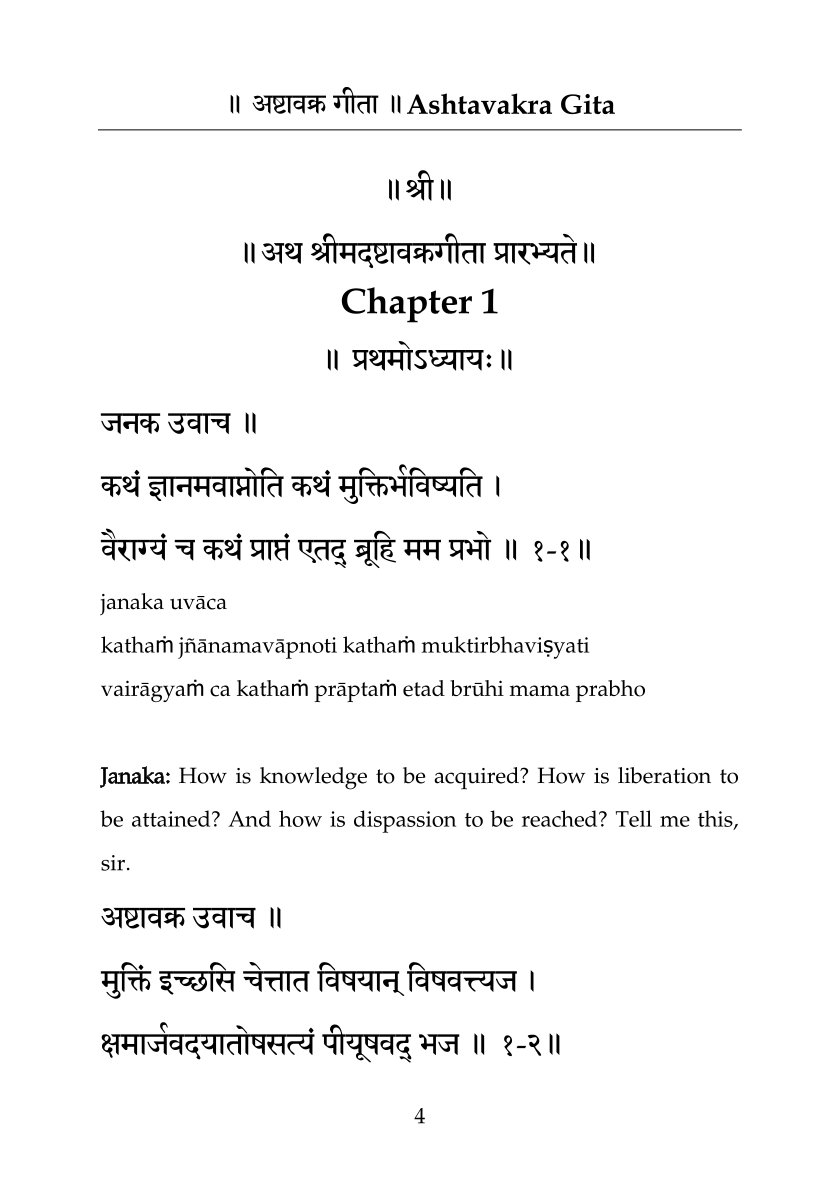 ॥ अष्टावक्र गीता ॥ Ashtavakra Gita
॥ श्री॥
॥ अथ श्रीमदष्टावक्रगीता प्रारभ्यते॥
Chapter 1
॥ प्रथमोऽध्यायः॥
जनक उवाच ॥
कथं ज्ञानमवाप्नोति कथं मुक्तिर्भविष्यति ।
वैराग्यं च कथं प्राप्तं एतद् ब्रूहि मम प्रभो ॥ १-१॥
janaka uvāca
kathaṁ jñānamavāpnoti kathaṁ muktirbhaviṣyati
vairāgyaṁ ca kathaṁ prāptaṁ etad brūhi mama prabho
Janaka: How is knowledge to be acquired? How is liberation to
be attained? And how is dispassion to be reached? Tell me this,
sir.
अष्टावक्र उवाच ॥
मुक्तिं इच्छसि चेत्तात विषयान् विषवत्त्यज ।
क्षमार्जवदयातोषसत्यं पीयूषवद् भज ॥ १-२॥
4